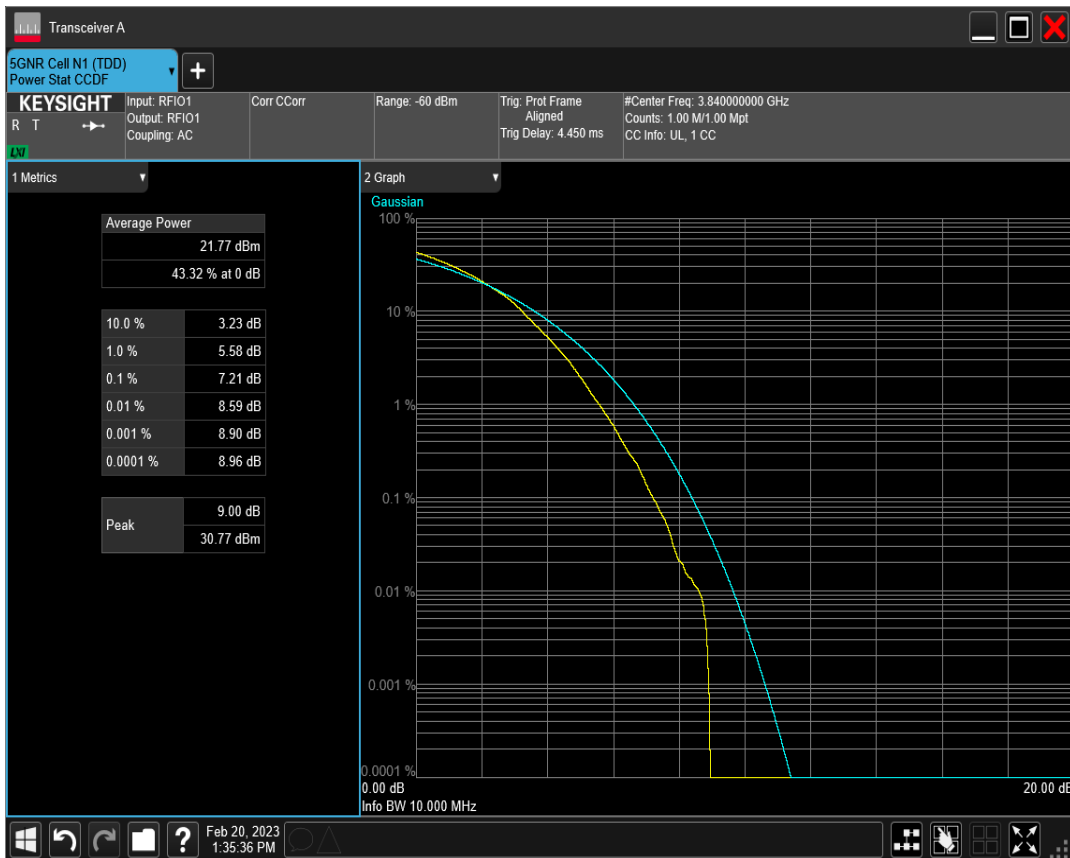 Transceiver A
5GNR Cell N1 (TDD)
Power Stat CCDF
KEYSIGHT
R T
LXI
Input: RFIO1
Output: RFIO1
Coupling: AC
Corr CCorr
Range: -60 dBm
Trig: Prot Frame
Aligned
Trig Delay: 4.450 ms
#Center Freq: 3.840000000 GHz
Counts: 1.00 M/1.00 Mpt
CC Info: UL, 1 CC
1 Metrics
Average Power
21.77 dBm
43.32 % at 0 dB
10.0 % 3.23 dB
1.0 % 5.58 dB
0.1 % 7.21 dB
0.01 % 8.59 dB
0.001 % 8.90 dB
0.0001 % 8.96 dB
Peak 9.00 dB
30.77 dBm
2 Graph
Gaussian
100 %
10 %
1 %
0.1 %
0.01 %
0.001 %
0.0001 %
0.00 dB 20.00 dB
Info BW 10.000 MHz
?
Feb 20, 2023
1:35:36 PM